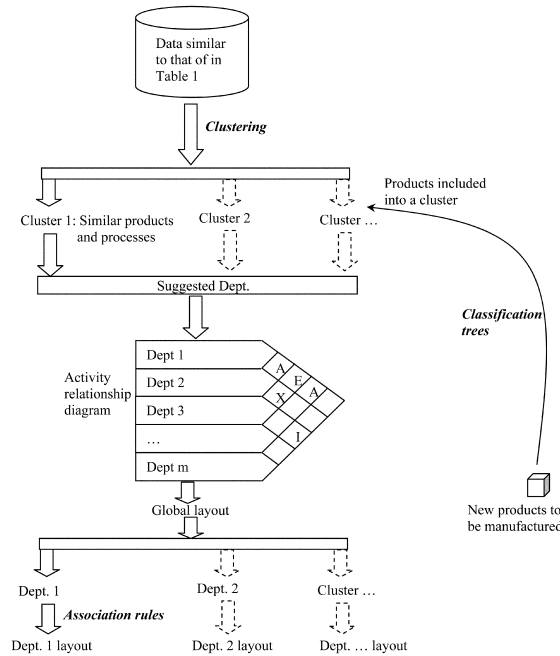 Data similar
to that of in
Table 1
Clustering
Products included
into a cluster
Cluster 1: Similar products
and processes
Cluster 2
Cluster …
Suggested Dept.
Classification
trees
Activity
relationship
diagram
Dept 1
Dept 2
Dept 3
…
Dept m
A
E
X
A
I
New products to
be manufactured
Global layout
Dept. 1
Dept. 2
Cluster …
Association rules
Dept. 1 layout
Dept. 2 layout
Dept. … layout